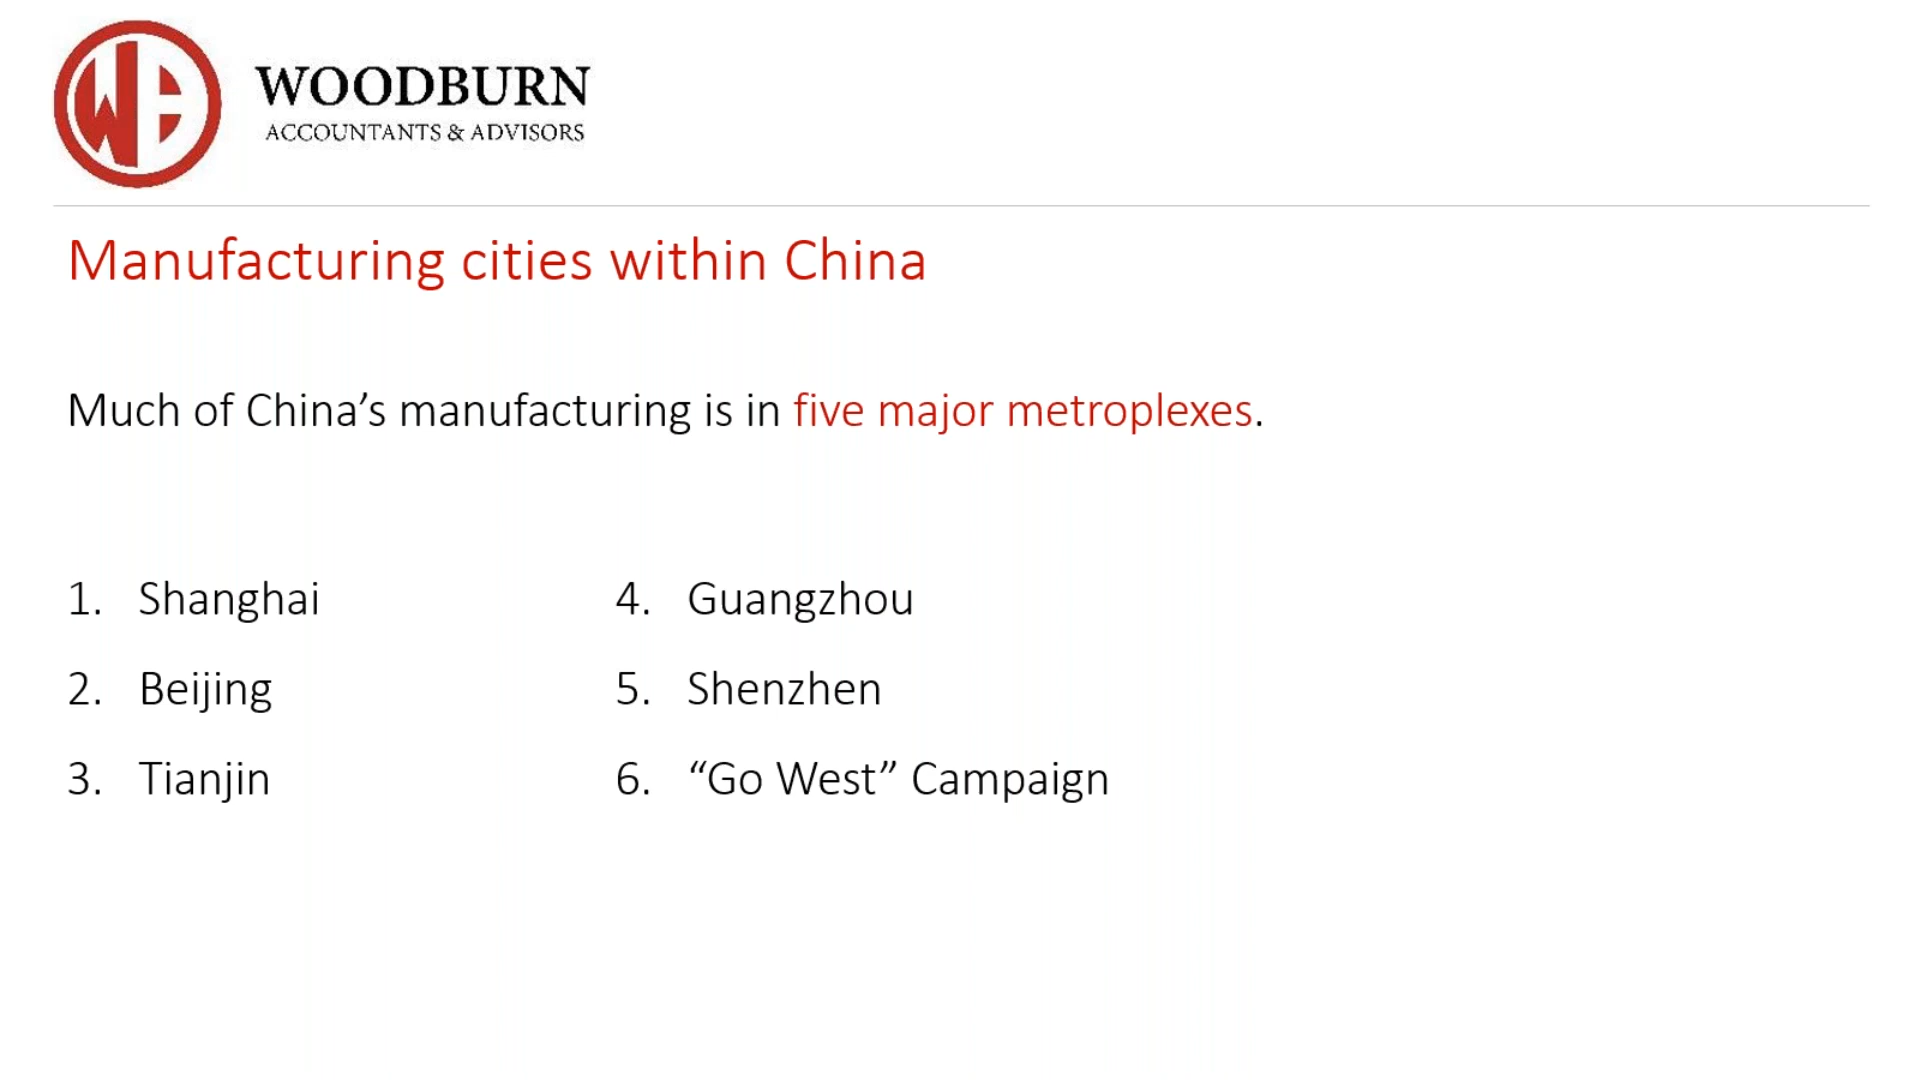 WOODBURN
ACCOUNTANTS & ADVISORS
Manufacturing cities within China
Much of China’s manufacturing is in five major metroplexes.
1. Shanghai
2. Beijing
3. Tianjin
4. Guangzhou
5. Shenzhen
6. “Go West” Campaign